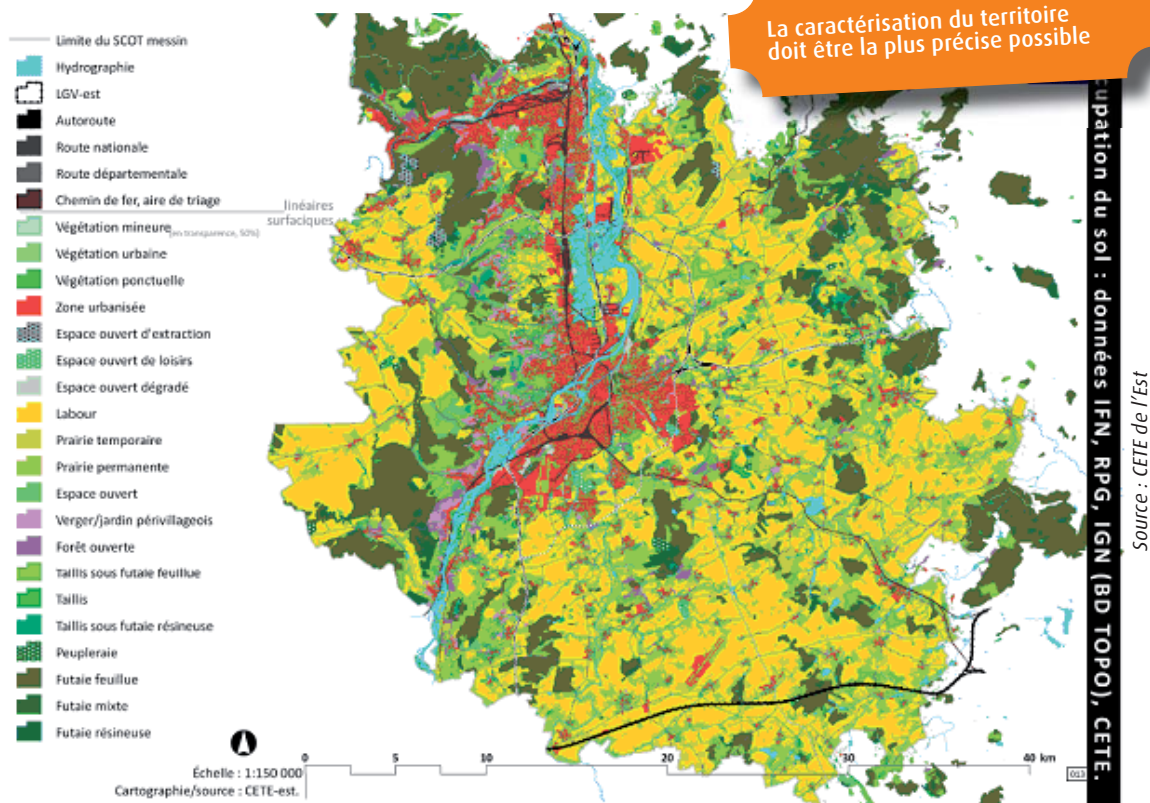 La caractérisation du territoire
doit être la plus précise possible
Limite du SCOT messin
Hydrographie
LGV-est
Autoroute
Route nationale
Route départementale
Chemin de fer, aire de triage
linéaires
surfaciques
Végétation mineure (en transparence, 50%)
Végétation urbaine
Végétation ponctuelle
Zone urbanisée
Espace ouvert d'extraction
Espace ouvert de loisirs
Espace ouvert dégradé
Labour
Prairie temporaire
Prairie permanente
Espace ouvert
Verger/jardin périvillageois
Forêt ouverte
Taillis sous futaie feuillue
Taillis
Taillis sous futaie résineuse
Peupleraie
Futaie feuillue
Futaie mixte
Futaie résineuse
0 5 10 20 30 40 km
Échelle : 1:150 000
Cartographie/source : CETE-est.
013
cupation du sol : données IFN, RPG, IGN (BD TOPO), CETE.
Source : CETE de l'Est